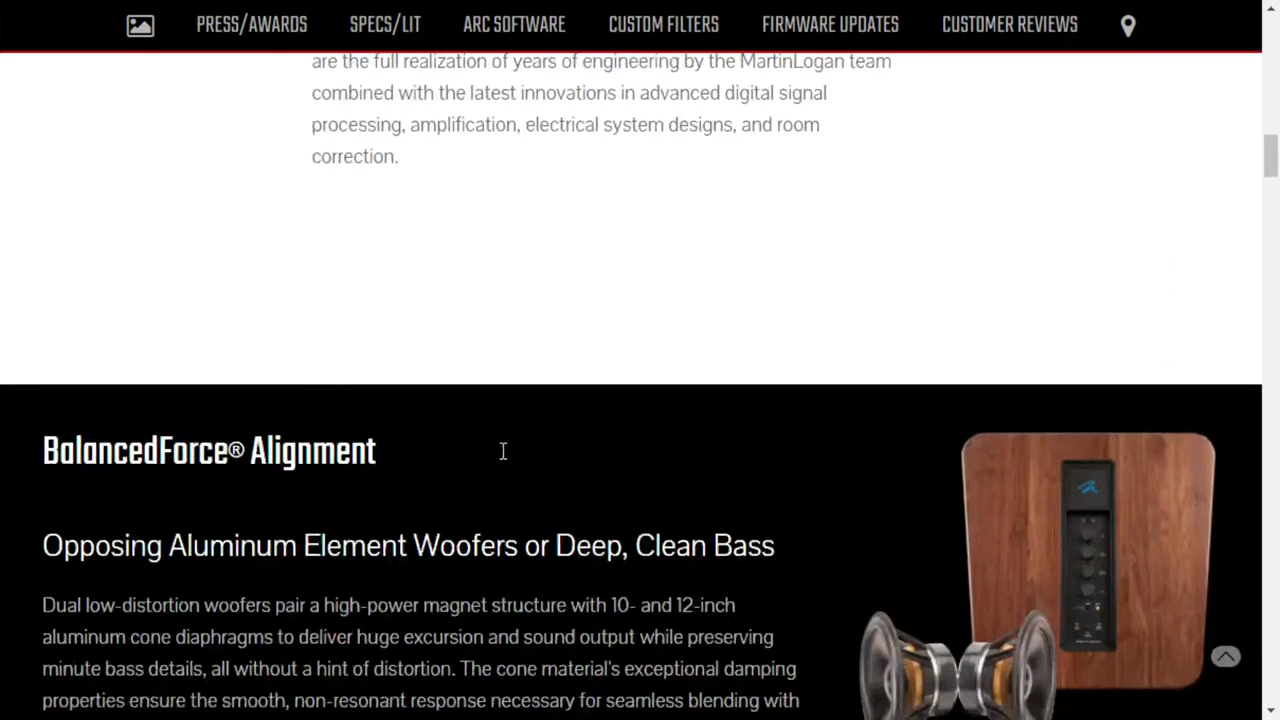 PRESS/AWARDS SPECS/LIT ARC SOFTWARE CUSTOM FILTERS FIRMWARE UPDATES CUSTOMER REVIEWS
are the full realization of years of engineering by the MartinLogan team
combined with the latest innovations in advanced digital signal
processing, amplification, electrical system designs, and room
correction.
BalancedForce® Alignment
Opposing Aluminum Element Woofers or Deep, Clean Bass
Dual low-distortion woofers pair a high-power magnet structure with 10- and 12-inch
aluminum cone diaphragms to deliver huge excursion and sound output while preserving
minute bass details, all without a hint of distortion. The cone material's exceptional damping
properties ensure the smooth, non-resonant response necessary for seamless blending with